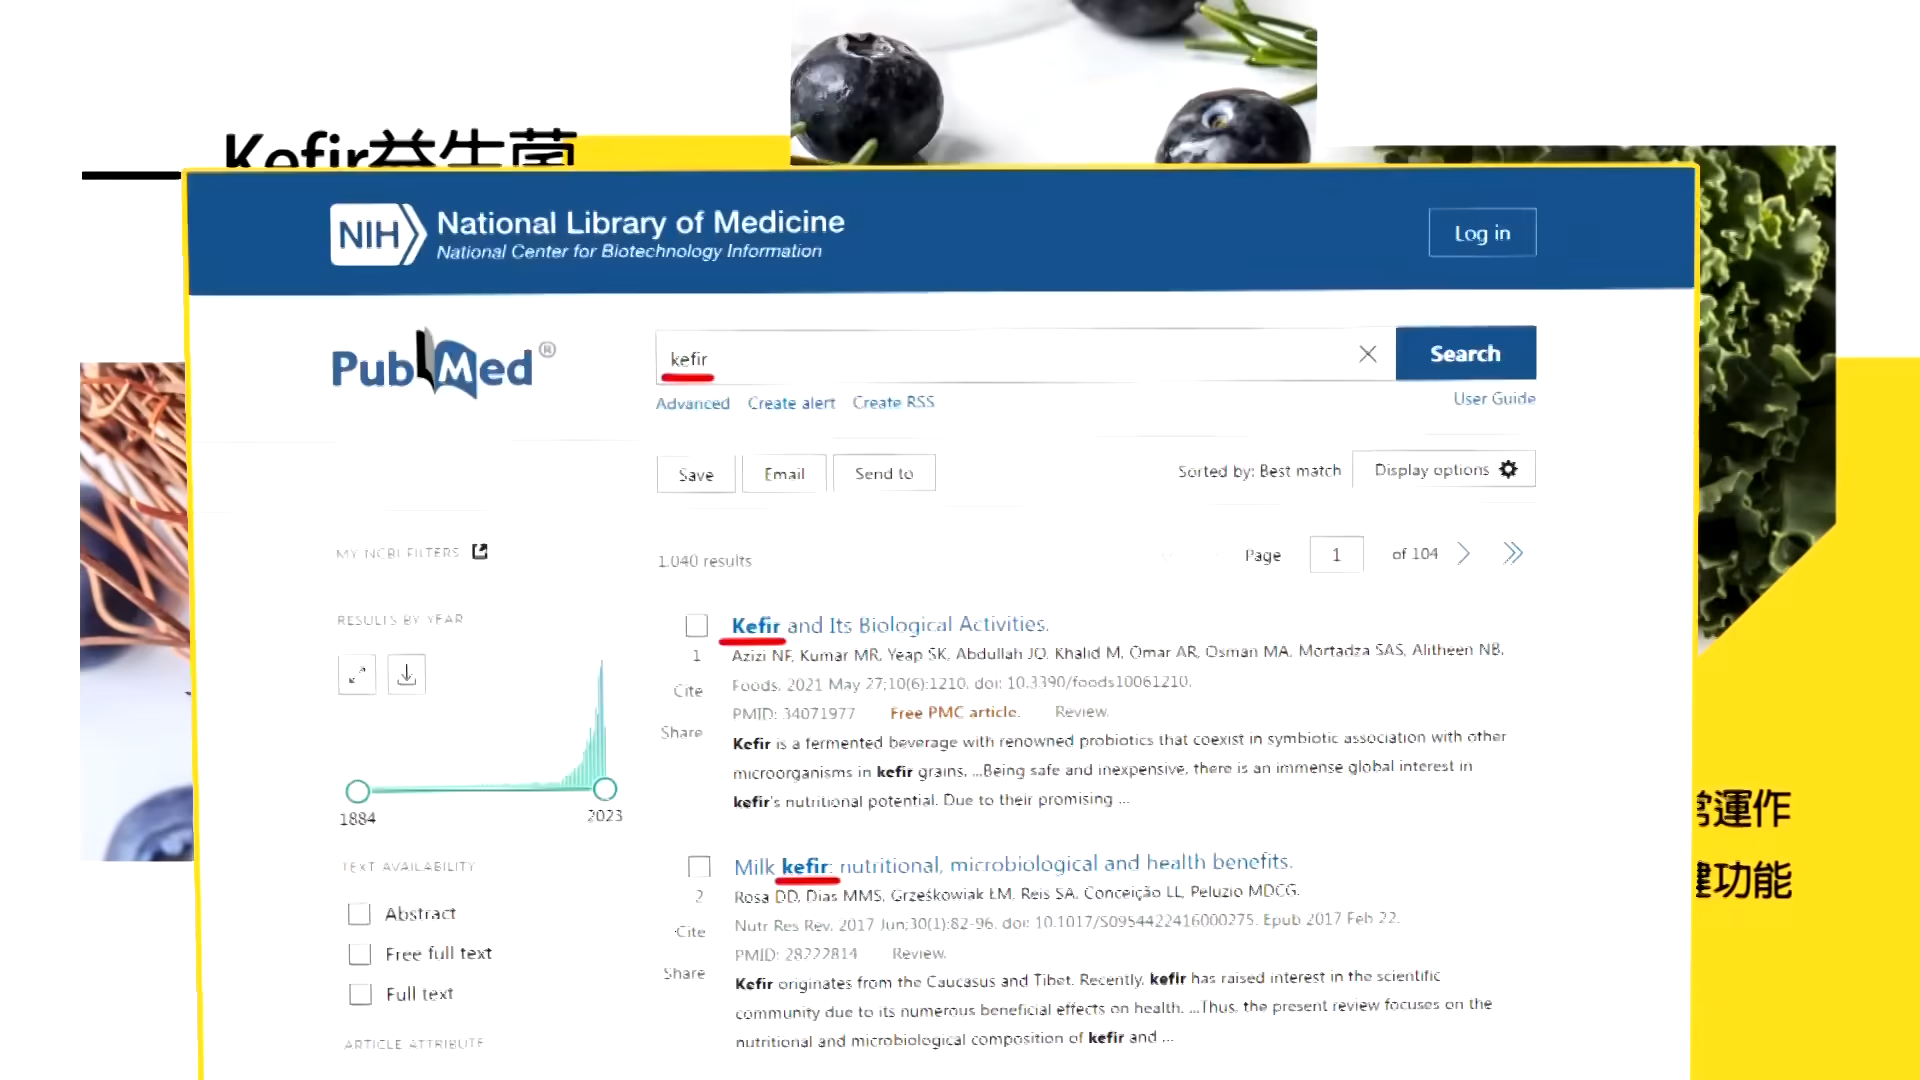 Kefir益生菌
NIH
National Library of Medicine
National Center for Biotechnology Information
Log in
PubMed®
kefir
Search
Advanced Create alert Create RSS
User Guide
Save Email Send to
Sorted by: Best match
Display options
MY NCBI FILTERS
1,040 results
Page 1 of 104
RESULTS BY YEAR
1884
2023
TEXT AVAILABILITY
Abstract
Free full text
Full text
ARTICLE ATTRIBUTE
Kefir and Its Biological Activities.
1
Azizi NF, Kumar MR, Yeap SK, Abdullah JO, Khalid M, Omar AR, Osman MA, Mortadza SAS, Alitheen NB.
Cite
Foods. 2021 May 27;10(6):1210. doi: 10.3390/foods10061210.
PMID: 34071977 Free PMC article. Review.
Share
Kefir is a fermented beverage with renowned probiotics that coexist in symbiotic association with other
microorganisms in kefir grains. ...Being safe and inexpensive, there is an immense global interest in
kefir's nutritional potential. Due to their promising ...
Milk kefir: nutritional, microbiological and health benefits.
2
Rosa DD, Dias MMS, Grześkowiak ŁM, Reis SA, Conceição LL, Peluzio MDCG.
Cite
Nutr Res Rev. 2017 Jun;30(1):82-96. doi: 10.1017/S0954422416000275. Epub 2017 Feb 22.
PMID: 28222814 Review.
Share
Kefir originates from the Caucasus and Tibet. Recently, kefir has raised interest in the scientific
community due to its numerous beneficial effects on health. ...Thus, the present review focuses on the
nutritional and microbiological composition of kefir and ...
常運作
功能